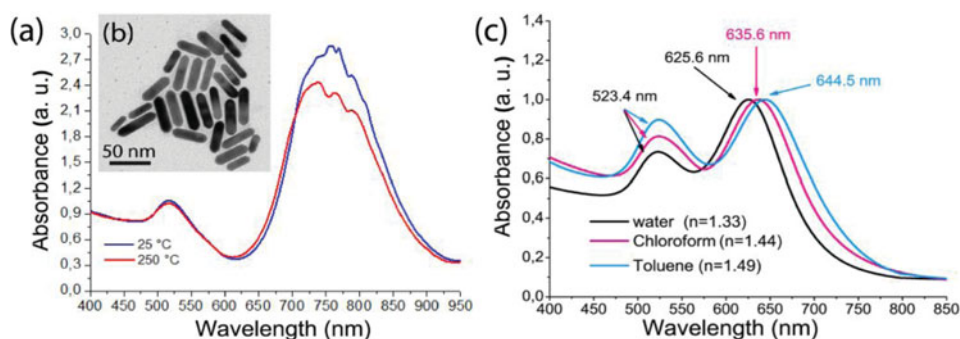 (a)
(b)
50 nm
Absorbance (a. u.)
3,0
2,7
2,4
2,1
1,8
1,5
1,2
0,9
0,6
0,3
0,0
25 °C
250 °C
400 450 500 550 600 650 700 750 800 850 900 950
Wavelength (nm)
(c)
635.6 nm
625.6 nm
644.5 nm
523.4 nm
Absorbance (a. u.)
1,4
1,2
1,0
0,8
0,6
0,4
0,2
0,0
water (n=1.33)
Chloroform (n=1.44)
Toluene (n=1.49)
400 450 500 550 600 650 700 750 800 850
Wavelength (nm)